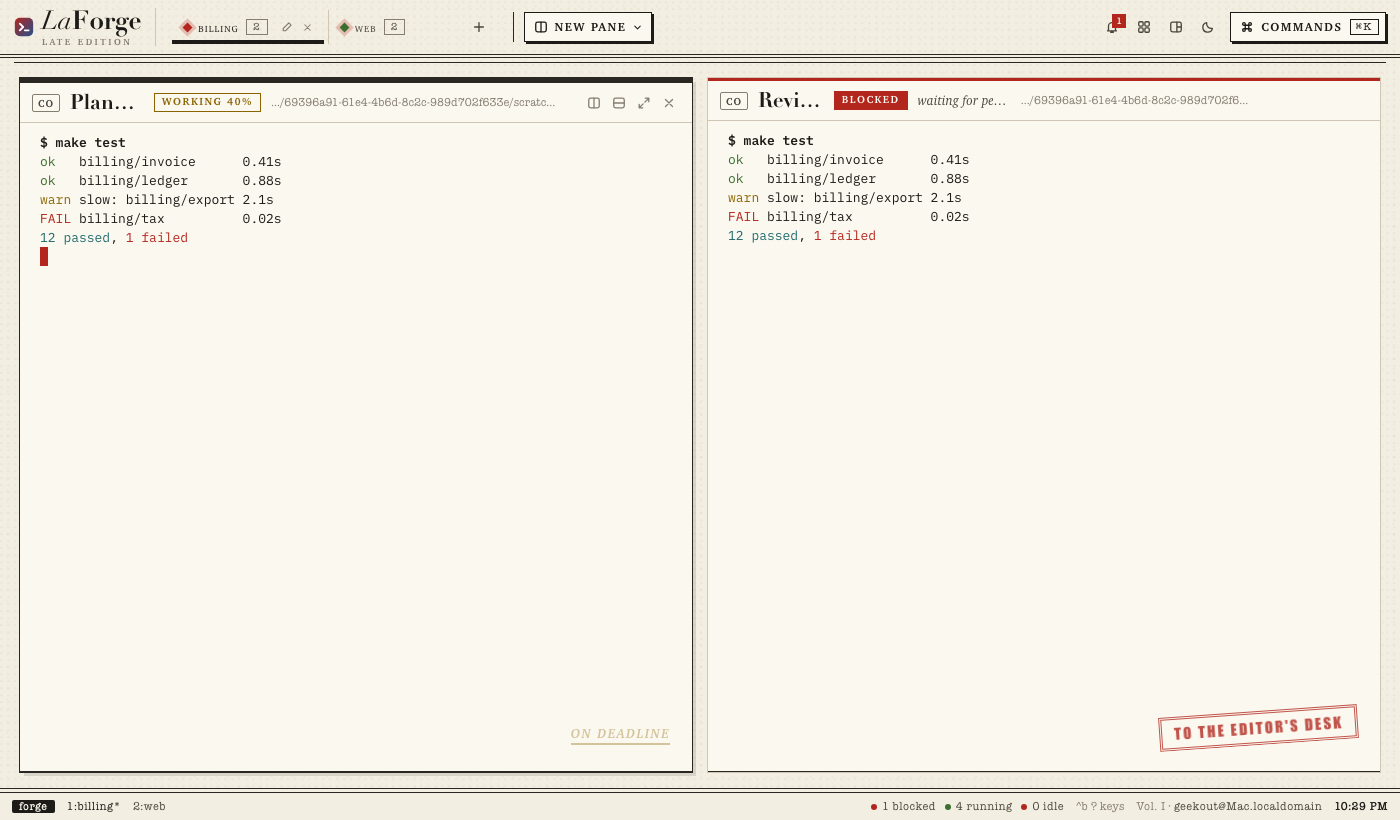 LaForge
LATE EDITION
BILLING 2
WEB 2
NEW PANE
1
COMMANDS ⌘K
CO Plan... WORKING 40% .../69396a91-61e4-4b6d-8c2c-989d702f633e/scratc...
$ make test
ok billing/invoice 0.41s
ok billing/ledger 0.88s
warn slow: billing/export 2.1s
FAIL billing/tax 0.02s
12 passed, 1 failed
ON DEADLINE
CO Revi... BLOCKED waiting for pe... .../69396a91-61e4-4b6d-8c2c-989d702f6...
$ make test
ok billing/invoice 0.41s
ok billing/ledger 0.88s
warn slow: billing/export 2.1s
FAIL billing/tax 0.02s
12 passed, 1 failed
TO THE EDITOR'S DESK
forge 1:billing* 2:web 1 blocked 4 running 0 idle ^b ? keys Vol. I · geekout@Mac.localdomain 10:29 PM